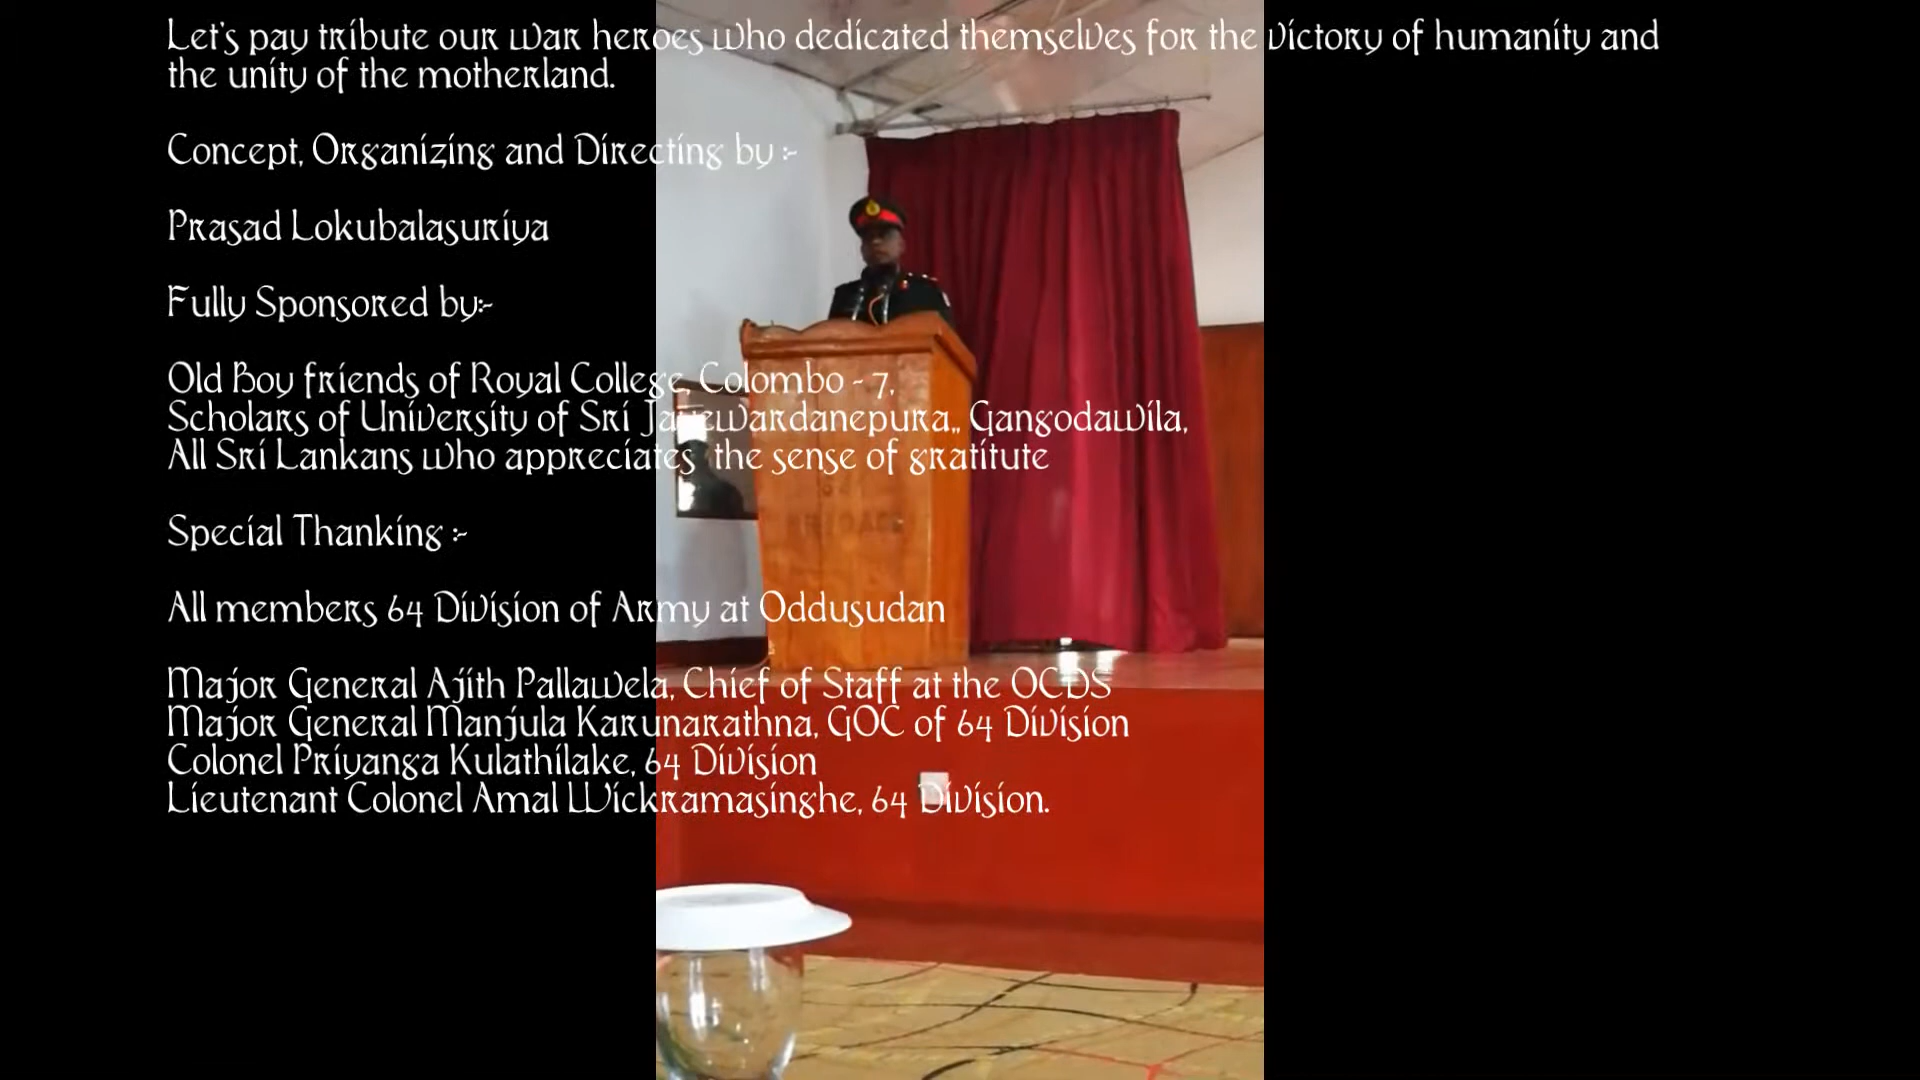 Let's pay tribute our war heroes who dedicated themselves for the victory of humanity and
the unity of the motherland.
Concept, Organizing and Directing by :-
Prasad Lokubalasuriya
Fully Sponsored by:-
Old Boy friends of Royal College, Colombo - 7,
Scholars of University of Sri Jayewardanepura,, Gangodawila,
All Sri Lankans who appreciates the sense of gratitute
Special Thanking :-
All members 64 Division of Army at Oddusudan
Major General Ajith Pallawela, Chief of Staff at the OCDS
Major General Manjula Karunarathna, GOC of 64 Division
Colonel Priyanga Kulathilake, 64 Division
Lieutenant Colonel Amal Wickramasinghe, 64 Division.